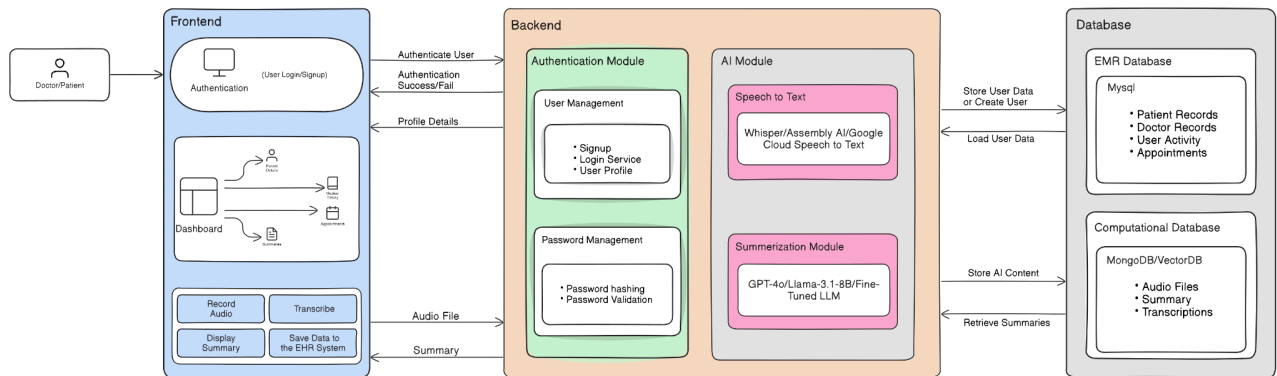 Doctor/Patient
Frontend
(User Login/Signup)
Authentication
Patient
Details
Medical
History
Appointments
Dashboard
Summaries
Record
Audio
Transcribe
Display
Summary
Save Data to
the EHR System
Authenticate User
Authentication
Success/Fail
Profile Details
Audio File
Summary
Backend
Authentication Module
User Management
• Signup
• Login Service
• User Profile
Password Management
• Password hashing
• Password Validation
AI Module
Speech to Text
Whisper/Assembly AI/Google
Cloud Speech to Text
Summerization Module
GPT-4o/Llama-3.1-8B/Fine-
Tuned LLM
Store User Data
or Create User
Load User Data
Store AI Content
Retrieve Summaries
Database
EMR Database
Mysql
• Patient Records
• Doctor Records
• User Activity
• Appointments
Computational Database
MongoDB/VectorDB
• Audio Files
• Summary
• Transcriptions